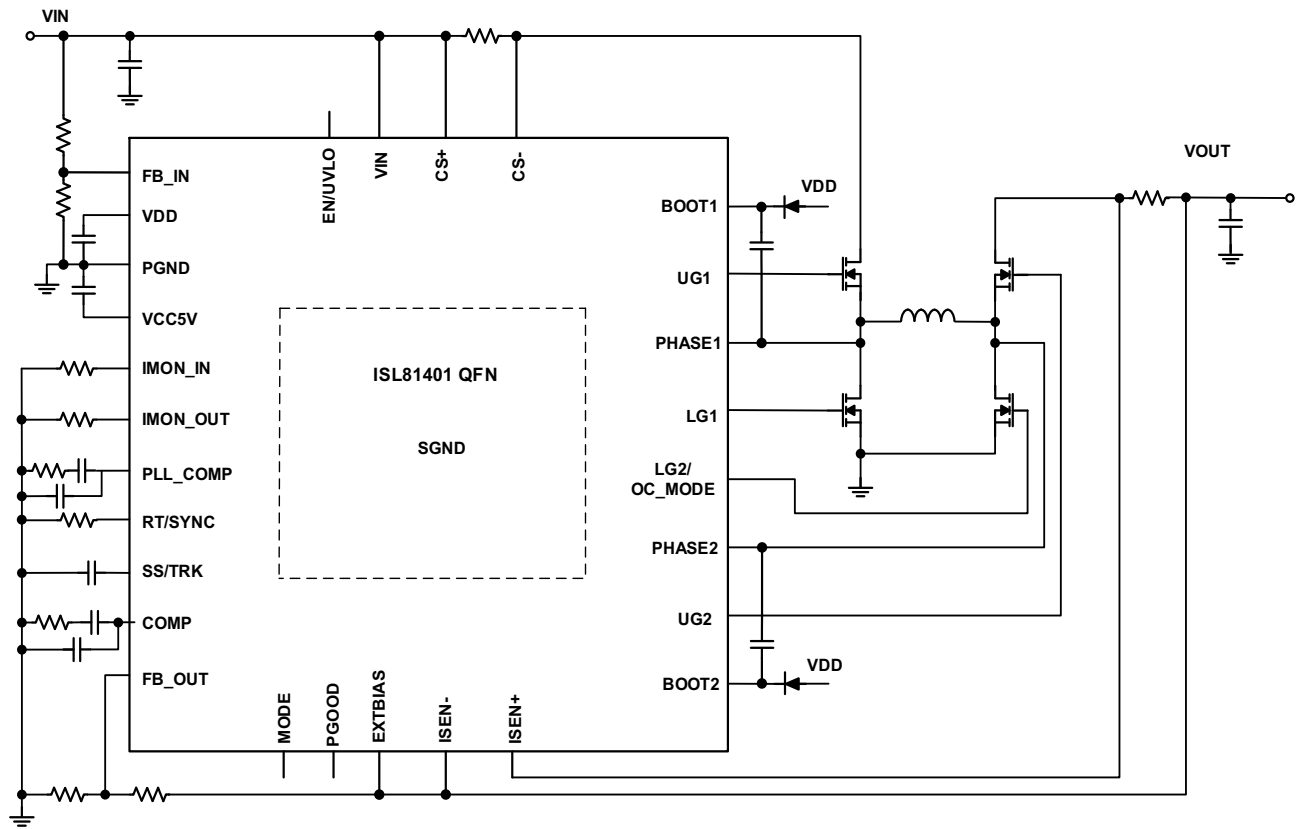 VIN
VOUT
EN/UVLO
VIN
CS+
CS-
FB_IN
VDD
PGND
VCC5V
IMON_IN
IMON_OUT
PLL_COMP
RT/SYNC
SS/TRK
COMP
FB_OUT
ISL81401 QFN
SGND
BOOT1
VDD
UG1
PHASE1
LG1
LG2/
OC_MODE
PHASE2
UG2
BOOT2
VDD
MODE
PGOOD
EXTBIAS
ISEN-
ISEN+